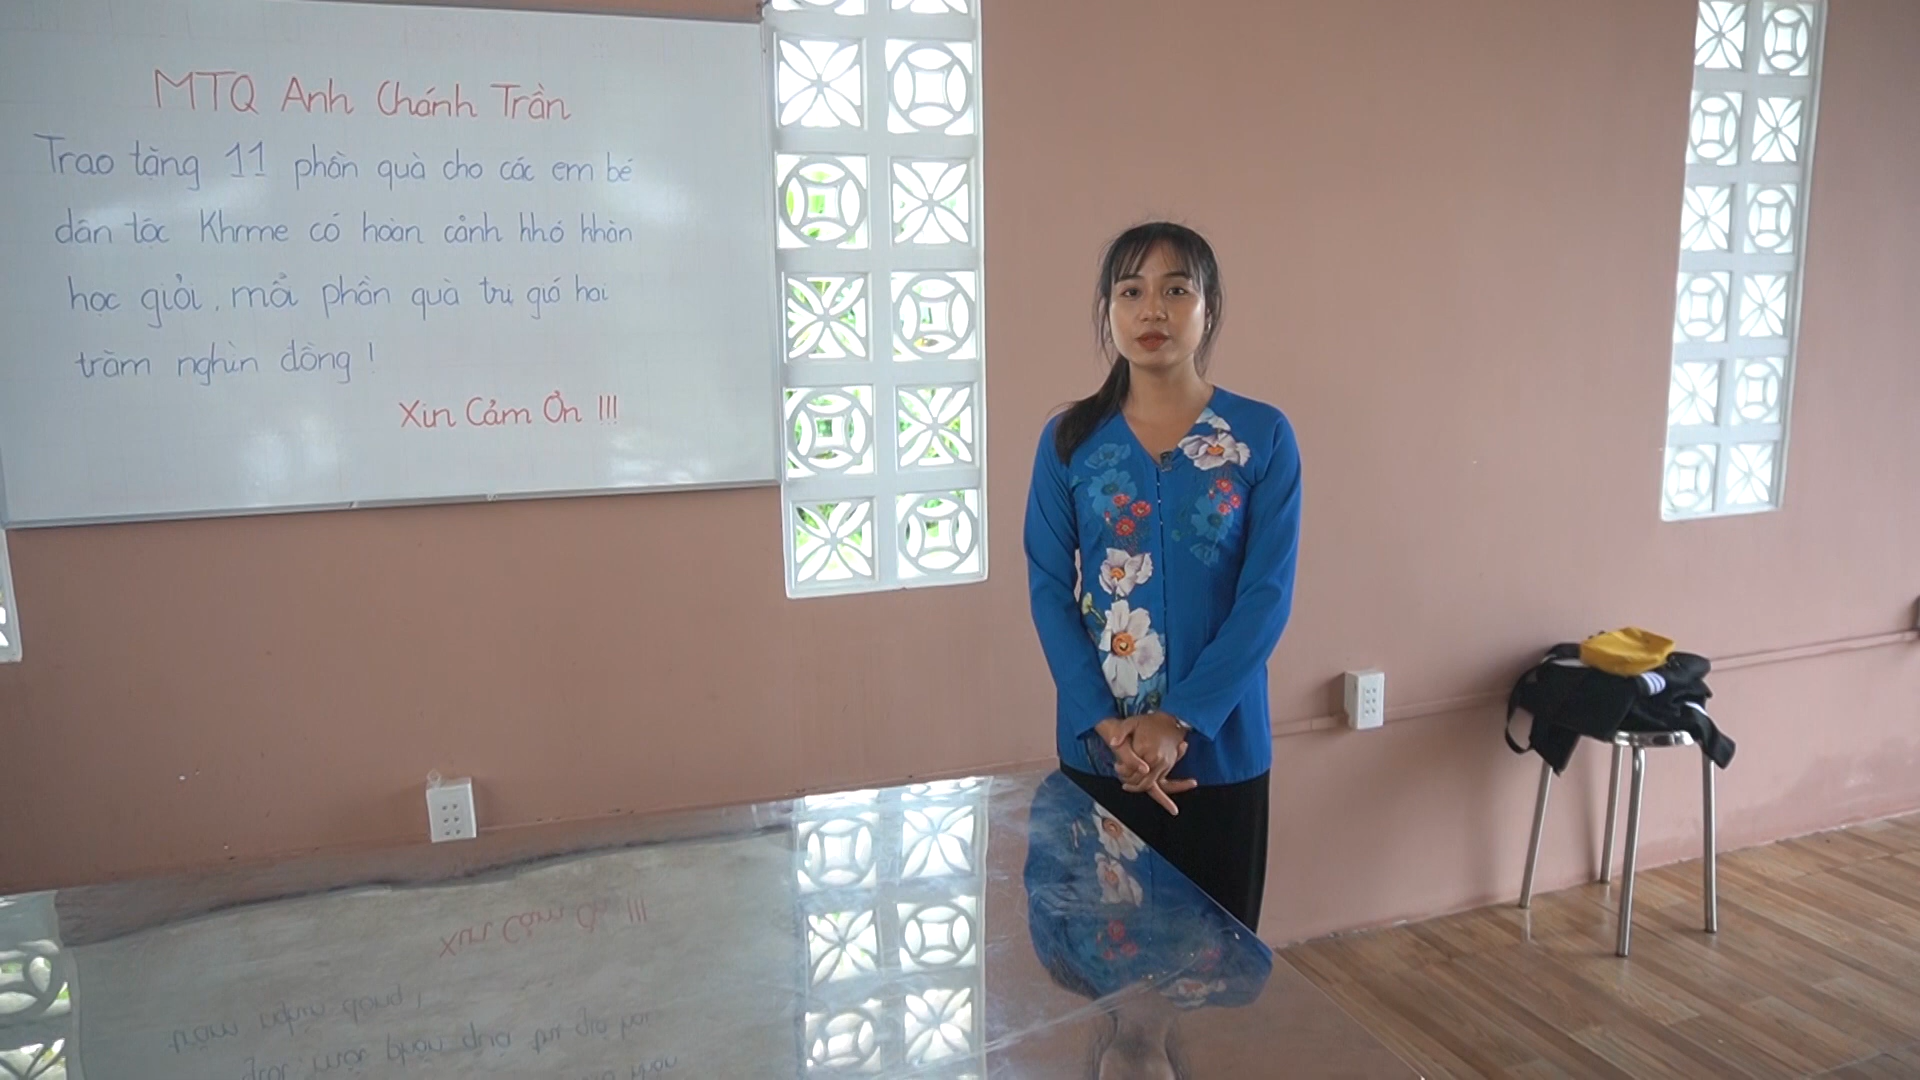 MTQ Anh Chánh Trần
Trao tặng 11 phần quà cho các em bé
dân tộc Khrme có hoàn cảnh khó khăn
học giỏi, mỗi phần quà trị giá hai
trăm nghìn đồng !
Xin Cảm Ơn !!!